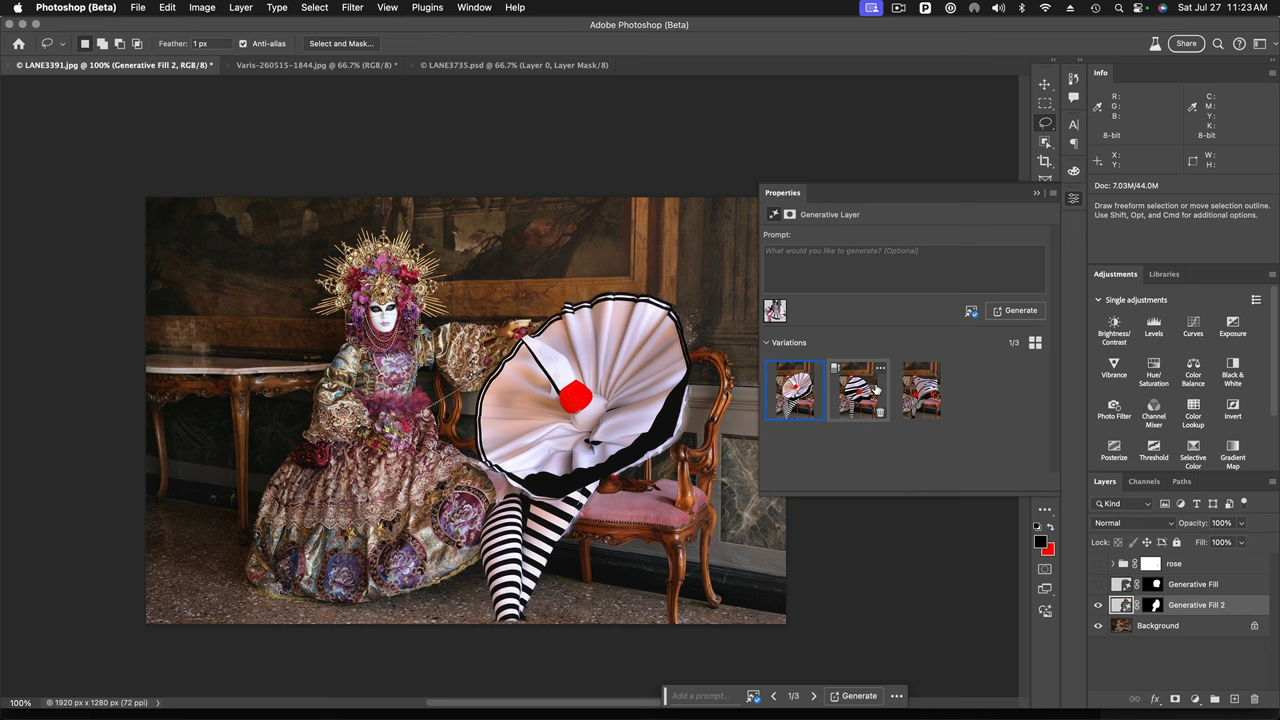 Photoshop (Beta) File Edit Image Layer Type Select Filter View Plugins Window Help Sat Jul 27 11:23 AM
Adobe Photoshop (Beta)
Feather: 1 px Anti-alias Select and Mask... Share
© LANE3391.jpg @ 100% (Generative Fill 2, RGB/8) * Varis-260515-1844.jpg @ 66.7% (RGB/8) * © LANE3735.psd @ 66.7% (Layer 0, Layer Mask/8)
Info
R: C:
G: M:
B: Y:
K:
8-bit 8-bit
X: W:
Y: H:
Doc: 7.03M/44.0M
Draw freeform selection or move selection outline.
Use Shift, Opt, and Cmd for additional options.
Properties
Generative Layer
Prompt:
What would you like to generate? (Optional)
Generate
Variations 1/3
Adjustments Libraries
Single adjustments
Brightness/
Contrast
Levels
Curves
Exposure
Vibrance
Hue/
Saturation
Color
Balance
Black &
White
Photo Filter
Channel
Mixer
Color
Lookup
Invert
Posterize
Threshold
Selective
Color
Gradient
Map
Layers Channels Paths
Kind
Normal Opacity: 100%
Lock: Fill: 100%
rose
Generative Fill
Generative Fill 2
Background
Add a prompt... 1/3 Generate
100% © 1920 px x 1280 px (72 ppi)